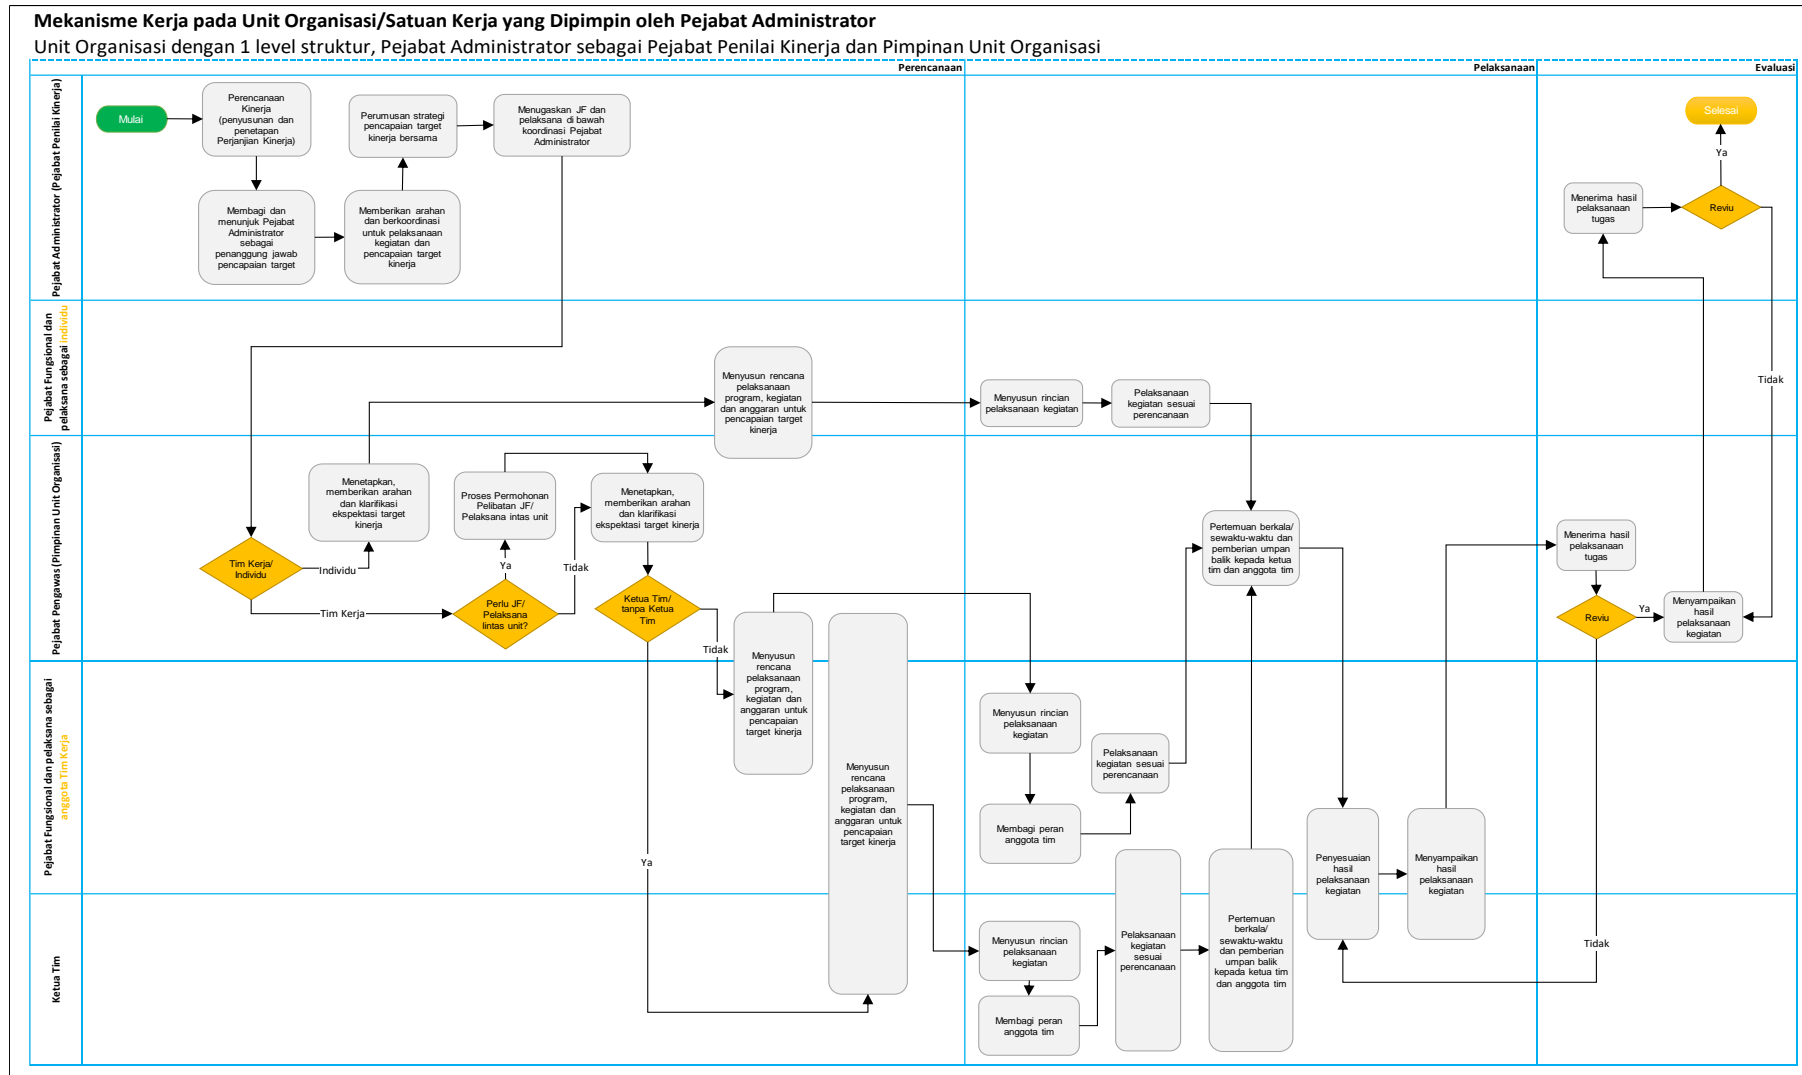 Mekanisme Kerja pada Unit Organisasi/Satuan Kerja yang Dipimpin oleh Pejabat Administrator
Unit Organisasi dengan 1 level struktur, Pejabat Administrator sebagai Pejabat Penilai Kinerja dan Pimpinan Unit Organisasi
Perencanaan
Pelaksanaan
Evaluasi
Pejabat Administrator (Pejabat Penilai Kinerja)
Mulai
Perencanaan
Kinerja
(penyusunan dan
penetapan
Perjanjian Kinerja)
Perumusan strategi
pencapaian target
kinerja bersama
Menugaskan JF dan
pelaksana di bawah
koordinasi Pejabat
Administrator
Membagi dan
menunjuk Pejabat
Administrator
sebagai
penanggung jawab
pencapaian target
Memberikan arahan
dan berkoordinasi
untuk pelaksanaan
kegiatan dan
pencapaian target
kinerja
Selesai
Ya
Menerima hasil
pelaksanaan
tugas
Reviu
Tidak
Pejabat Fungsional dan
pelaksana sebagai individu
Menyusun rencana
pelaksanaan
program, kegiatan
dan anggaran untuk
pencapaian target
kinerja
Menyusun rincian
pelaksanaan kegiatan
Pelaksanaan
kegiatan sesuai
perencanaan
Pejabat Pengawas (Pimpinan Unit Organisasi)
Tim Kerja/
Individu
Individu
Tim Kerja
Menetapkan,
memberikan arahan
dan klarifikasi
ekspektasi target
kinerja
Proses Permohonan
Pelibatan JF/
Pelaksana intas unit
Ya
Tidak
Perlu JF/
Pelaksana
lintas unit?
Menetapkan,
memberikan arahan
dan klarifikasi
ekspektasi target kinerja
Ketua Tim/
tanpa Ketua
Tim
Tidak
Ya
Menyusun
rencana
pelaksanaan
program,
kegiatan dan
anggaran untuk
pencapaian
target kinerja
Menyusun
rencana
pelaksanaan
program,
kegiatan dan
anggaran untuk
pencapaian
target kinerja
Pertemuan berkala/
sewaktu-waktu dan
pemberian umpan
balik kepada ketua
tim dan anggota tim
Menerima hasil
pelaksanaan
tugas
Reviu
Ya
Menyampaikan
hasil
pelaksanaan
kegiatan
Tidak
Pejabat Fungsional dan pelaksana sebagai
anggota Tim Kerja
Menyusun rincian
pelaksanaan
kegiatan
Membagi peran
anggota tim
Pelaksanaan
kegiatan sesuai
perencanaan
Penyesuaian
hasil
pelaksanaan
kegiatan
Menyampaikan
hasil
pelaksanaan
kegiatan
Ketua Tim
Menyusun rincian
pelaksanaan
kegiatan
Membagi peran
anggota tim
Pelaksanaan
kegiatan
sesuai
perencanaan
Pertemuan
berkala/
sewaktu-waktu
dan pemberian
umpan balik
kepada ketua tim
dan anggota tim